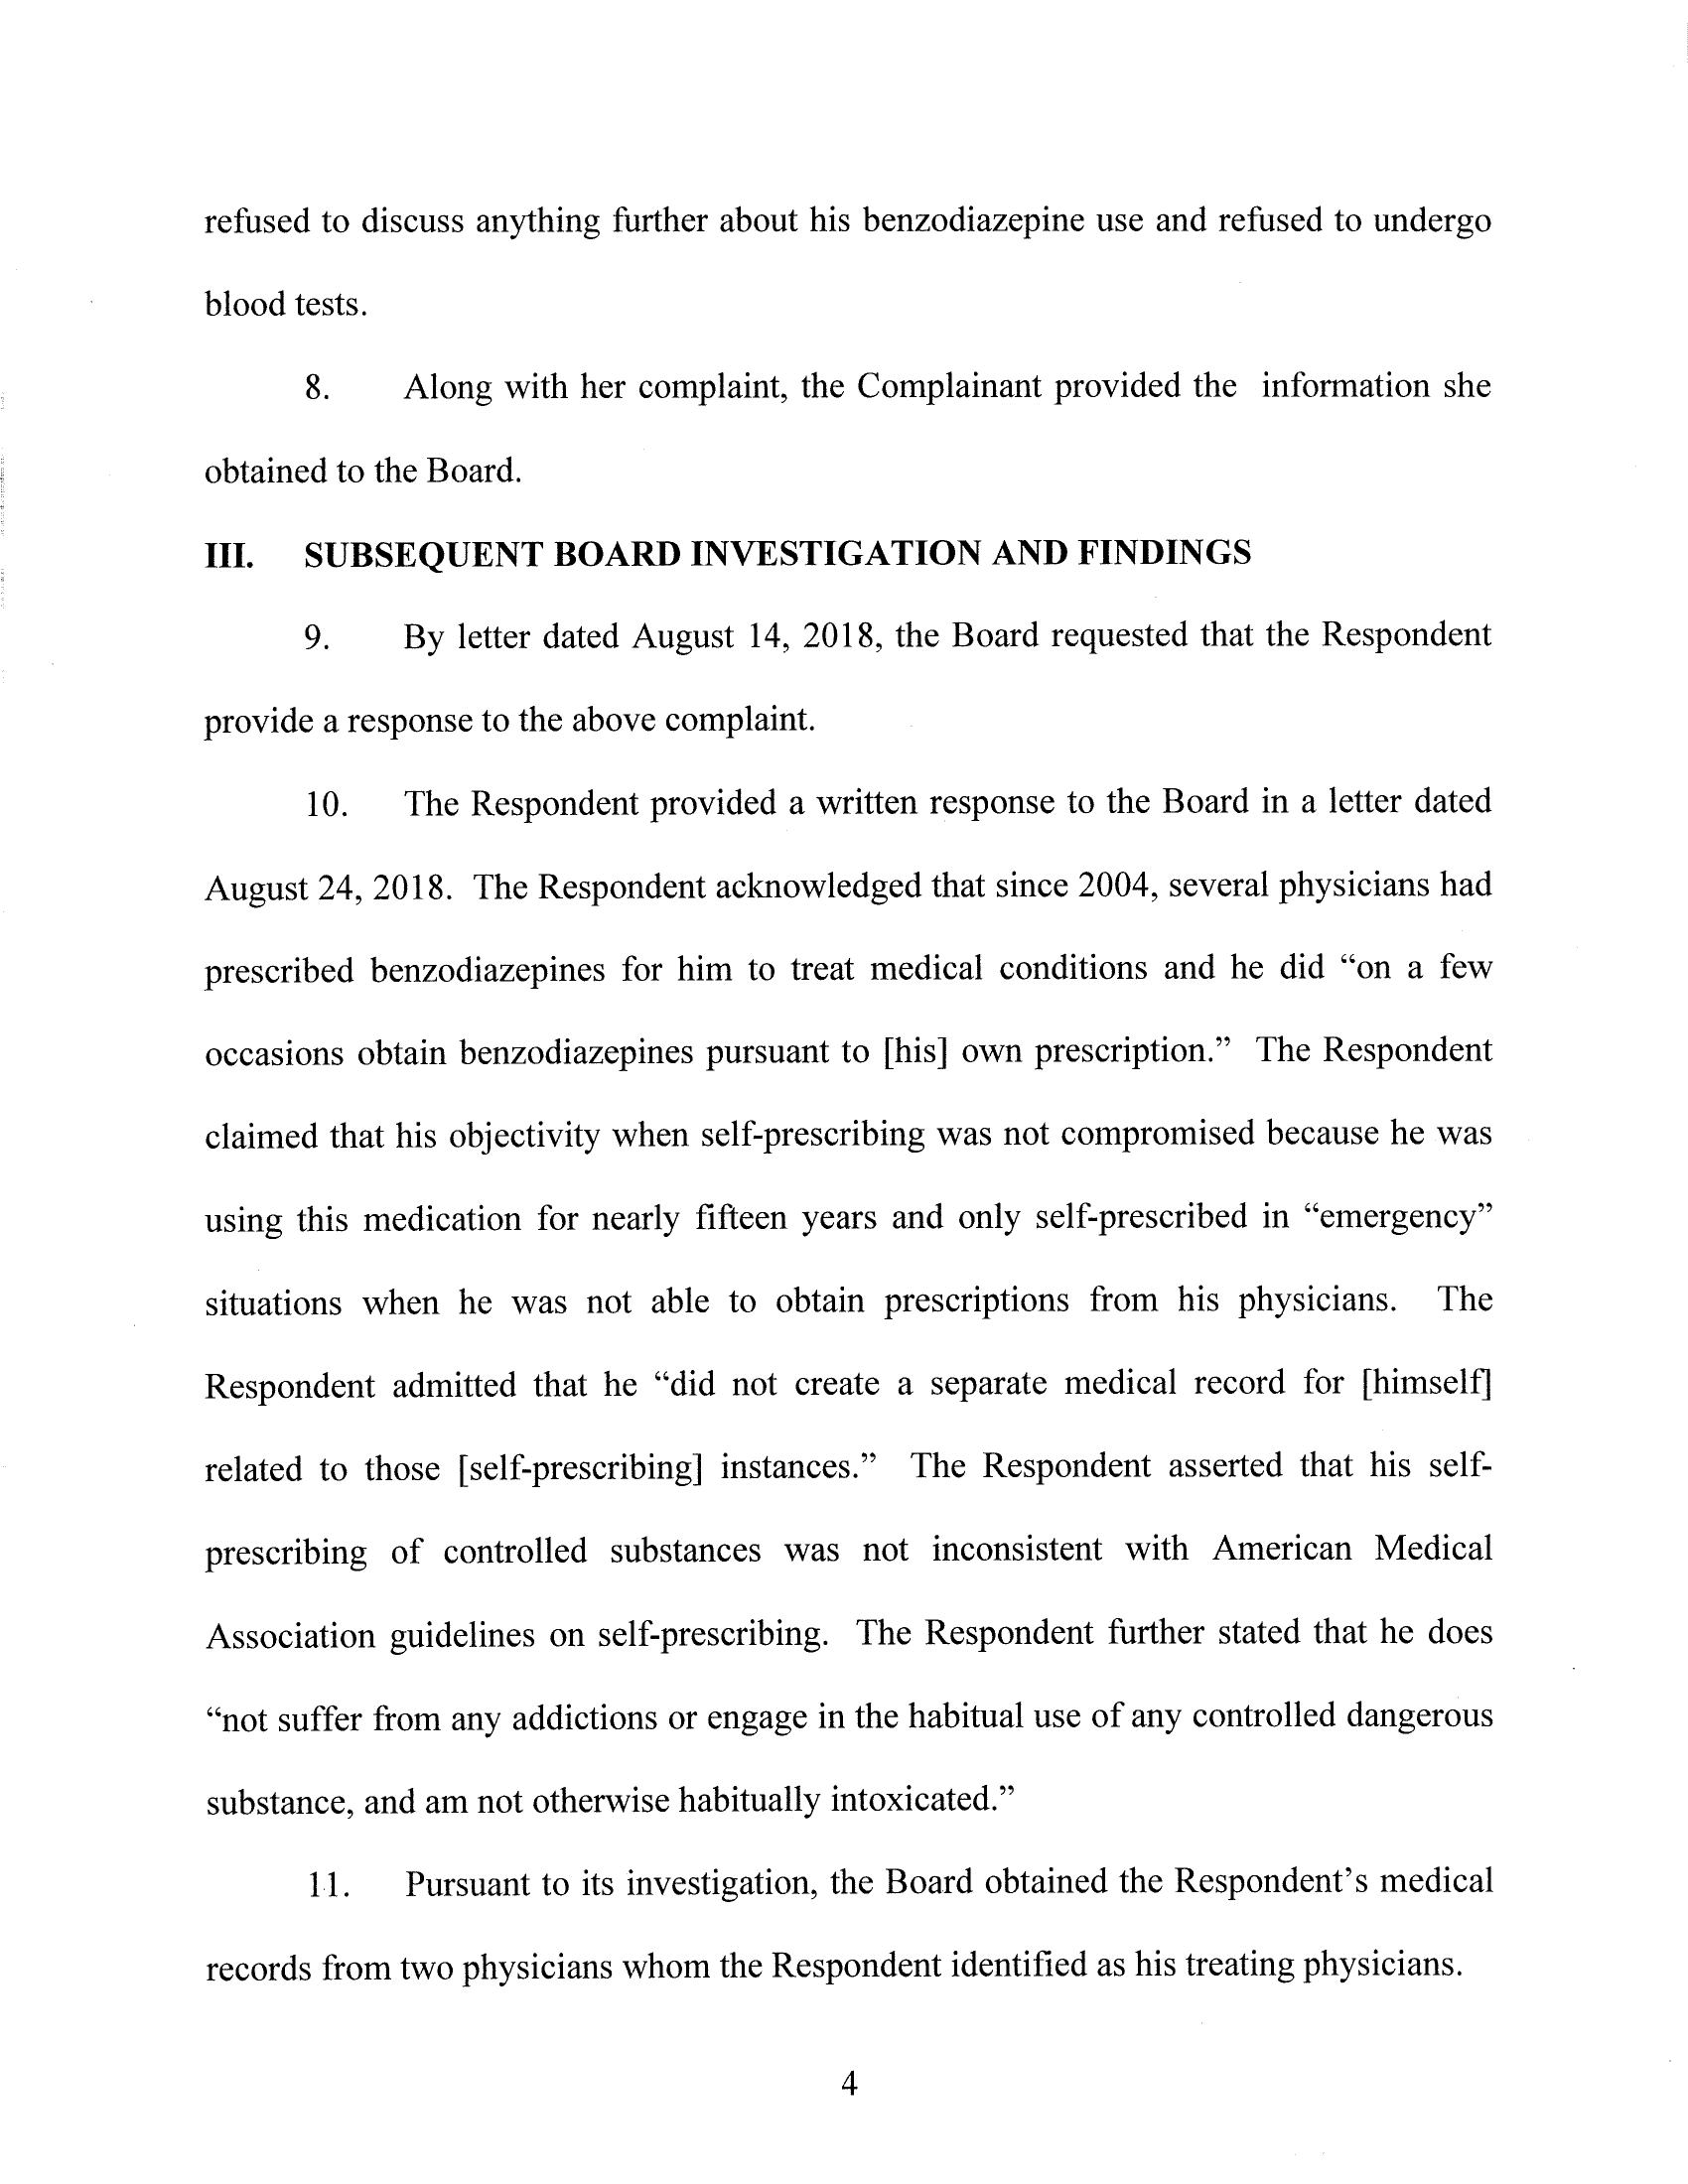 refused to discuss anything further about his benzodiazepine use and refused to undergo
blood tests.
8. Along with her complaint, the Complainant provided the information she
obtained to the Board.
III. SUBSEQUENT BOARD INVESTIGATION AND FINDINGS
9. By letter dated August 14, 2018, the Board requested that the Respondent
provide a response to the above complaint.
10. The Respondent provided a written response to the Board in a letter dated
August 24, 2018. The Respondent acknowledged that since 2004, several physicians had
prescribed benzodiazepines for him to treat medical conditions and he did “on a few
occasions obtain benzodiazepines pursuant to [his] own prescription.” The Respondent
claimed that his objectivity when self-prescribing was not compromised because he was
using this medication for nearly fifteen years and only self-prescribed in “emergency”
situations when he was not able to obtain prescriptions from his physicians. The
Respondent admitted that he “did not create a separate medical record for [himself]
related to those [self-prescribing] instances.” The Respondent asserted that his self-
prescribing of controlled substances was not inconsistent with American Medical
Association guidelines on self-prescribing. The Respondent further stated that he does
“not suffer from any addictions or engage in the habitual use of any controlled dangerous
substance, and am not otherwise habitually intoxicated.”
11. Pursuant to its investigation, the Board obtained the Respondent’s medical
records from two physicians whom the Respondent identified as his treating physicians.
4